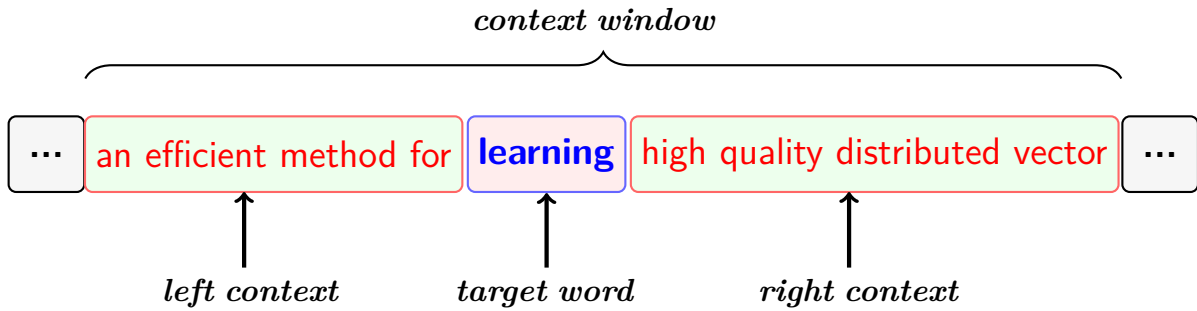 context window
... an efficient method for learning high quality distributed vector ...
left context target word right context